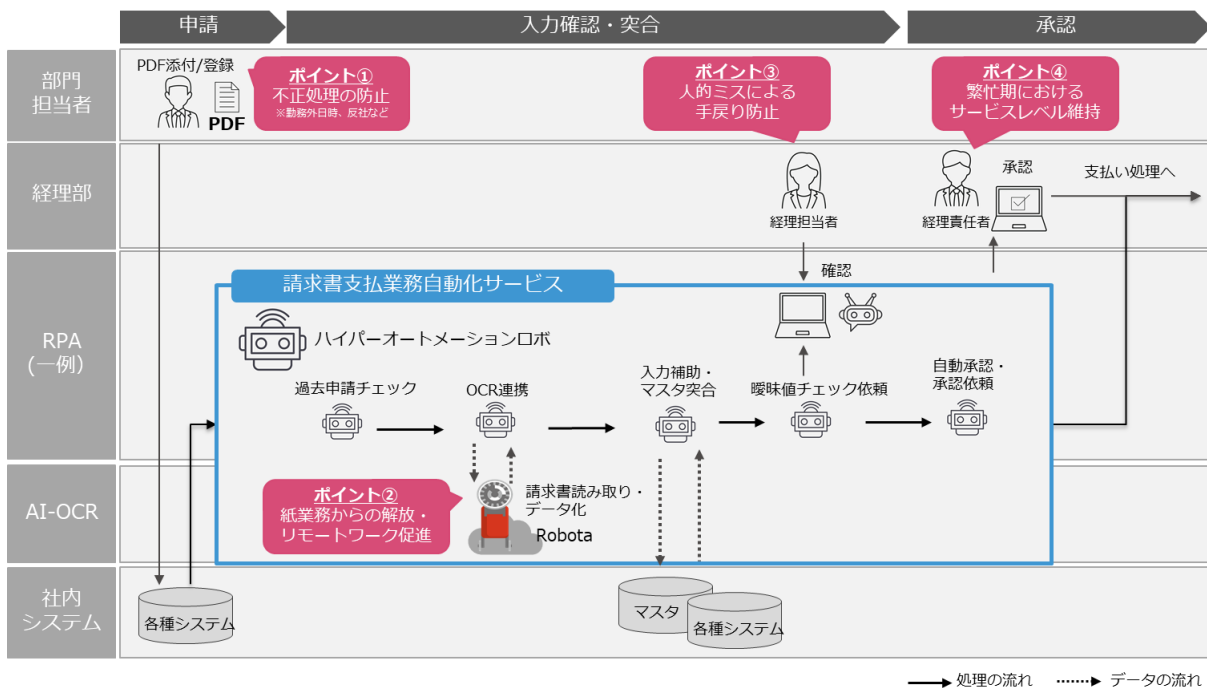 申請
入力確認・突合
承認
部門
担当者
PDF添付/登録
PDF
ポイント①
不正処理の防止
※勤務外日時、反社など
ポイント③
人的ミスによる
手戻り防止
ポイント④
繁忙期における
サービスレベル維持
経理部
経理担当者
経理責任者
承認
支払い処理へ
RPA
(一例)
請求書支払業務自動化サービス
確認
ハイパーオートメーションロボ
過去申請チェック
OCR連携
入力補助・
マスタ突合
曖昧値チェック依頼
自動承認・
承認依頼
AI-OCR
ポイント②
紙業務からの解放・
リモートワーク促進
請求書読み取り・
データ化
Robota
社内
システム
各種システム
マスタ
各種システム
処理の流れ
データの流れ